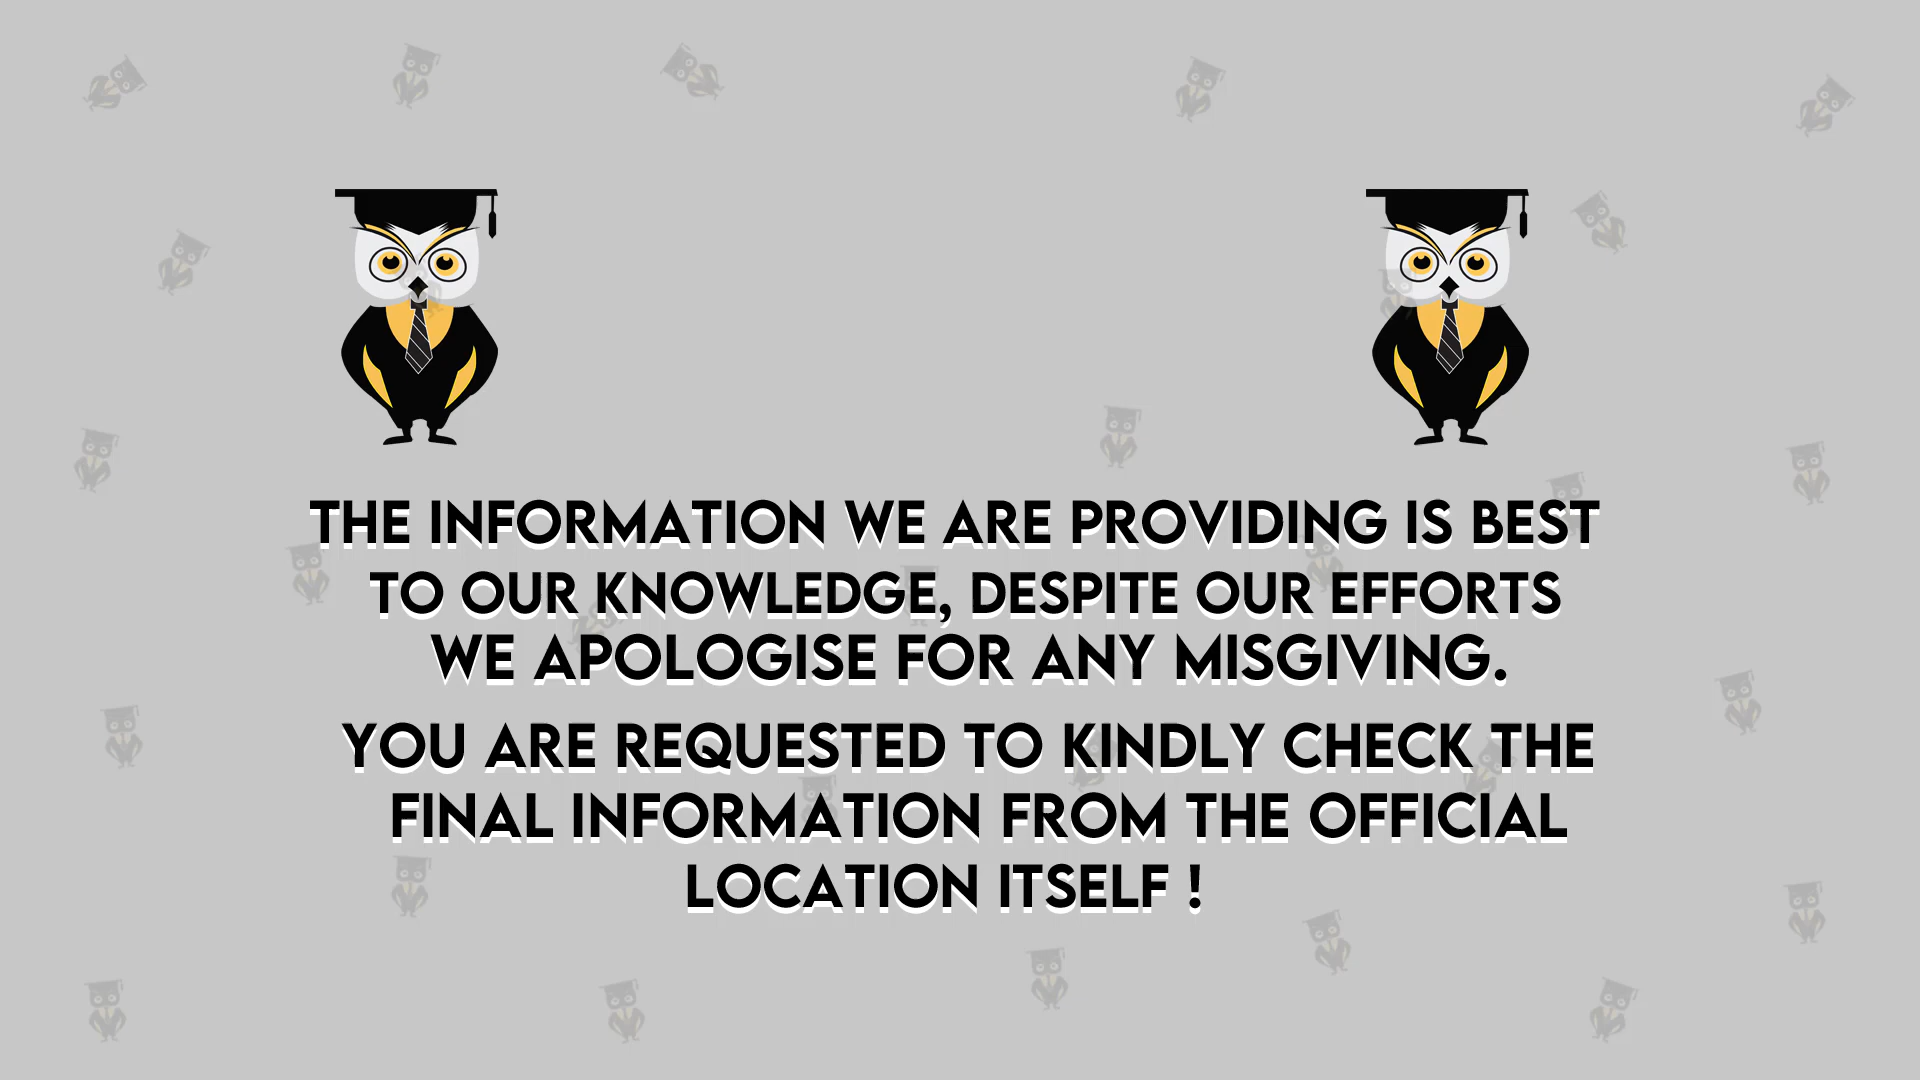 THE INFORMATION WE ARE PROVIDING IS BEST
TO OUR KNOWLEDGE, DESPITE OUR EFFORTS
WE APOLOGISE FOR ANY MISGIVING.
YOU ARE REQUESTED TO KINDLY CHECK THE
FINAL INFORMATION FROM THE OFFICIAL
LOCATION ITSELF !